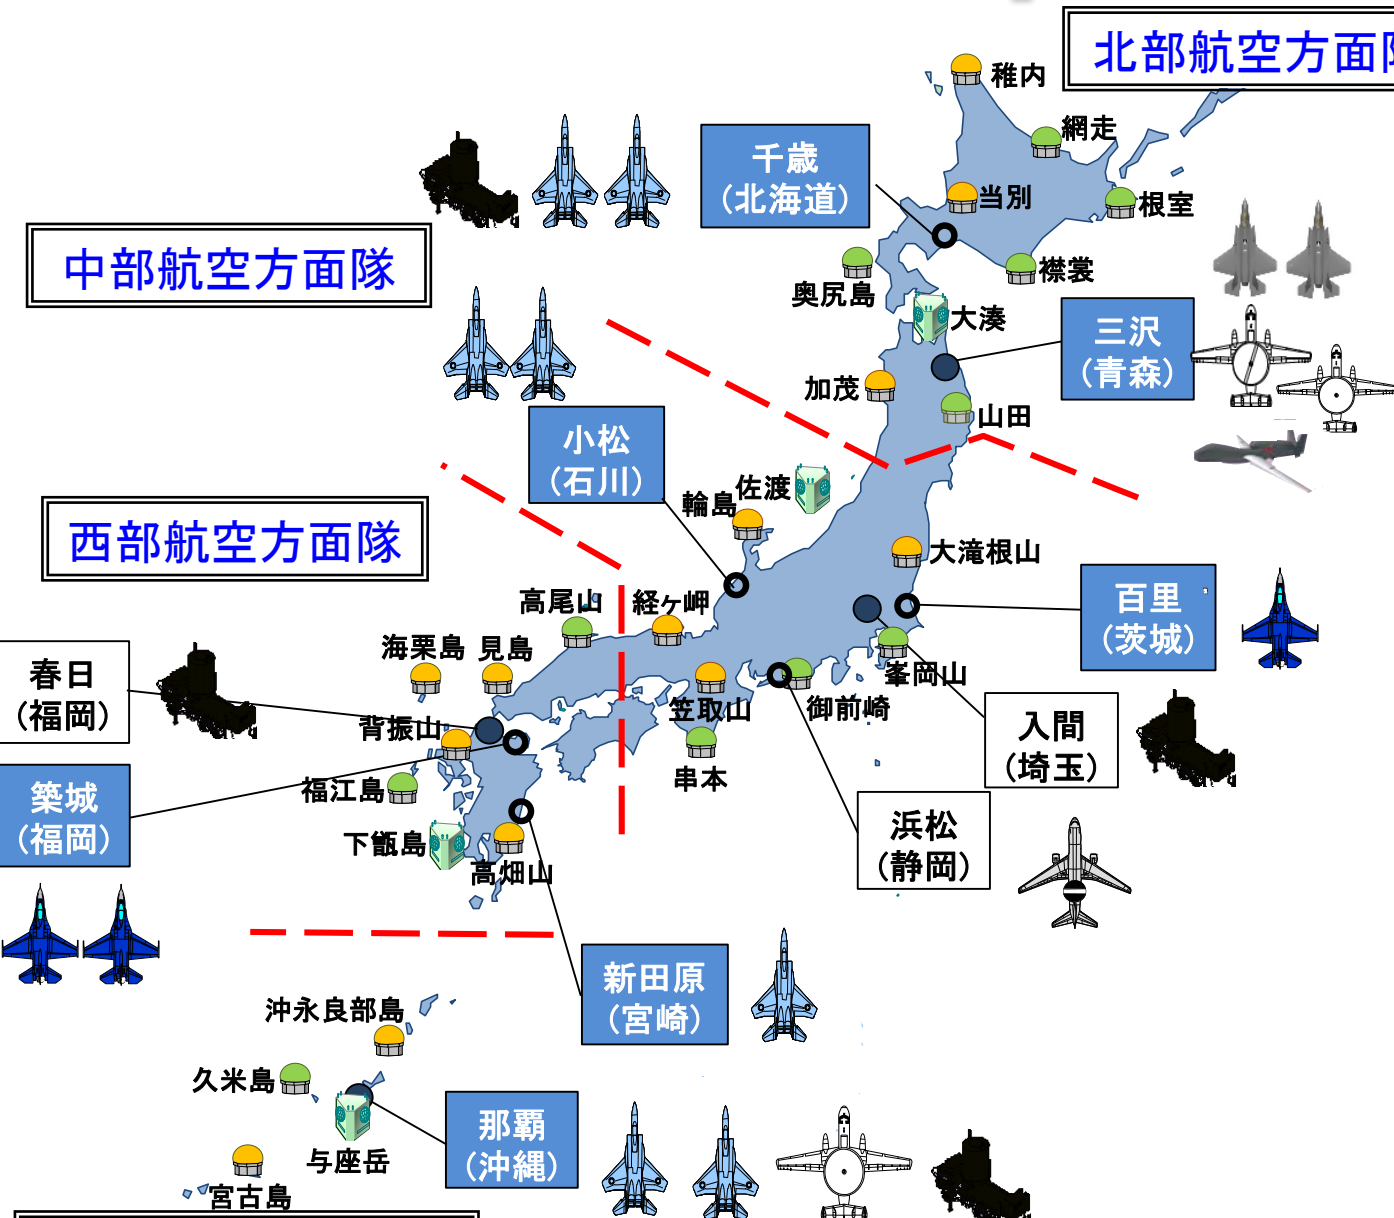 北部航空方面隊
稚内
網走
千歳
(北海道)
当別
根室
中部航空方面隊
襟裳
奥尻島
大湊
三沢
(青森)
加茂
山田
小松
(石川)
佐渡
輪島
西部航空方面隊
大滝根山
百里
(茨城)
高尾山
経ヶ岬
海栗島
見島
春日
(福岡)
峯岡山
笠取山
御前崎
背振山
入間
(埼玉)
串本
福江島
築城
(福岡)
浜松
(静岡)
下甑島
高畑山
新田原
(宮崎)
沖永良部島
久米島
那覇
(沖縄)
与座岳
宮古島